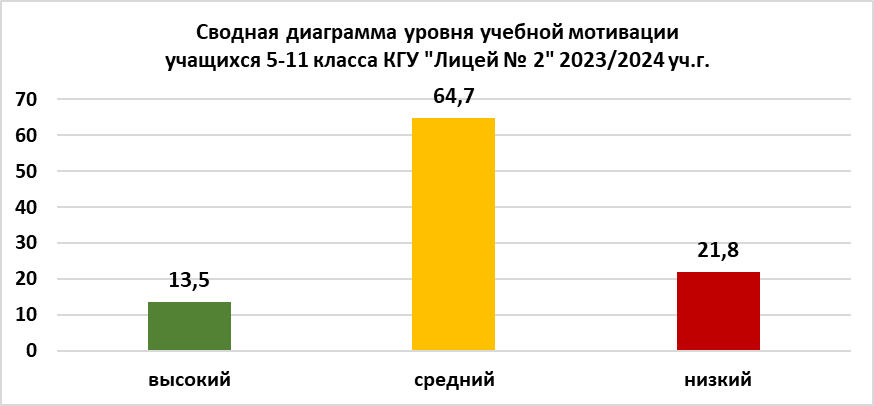 Сводная диаграмма уровня учебной мотивации
учащихся 5-11 класса КГУ "Лицей № 2" 2023/2024 уч.г.
70
60
50
40
30
20
10
0
13,5
64,7
21,8
высокий
средний
низкий